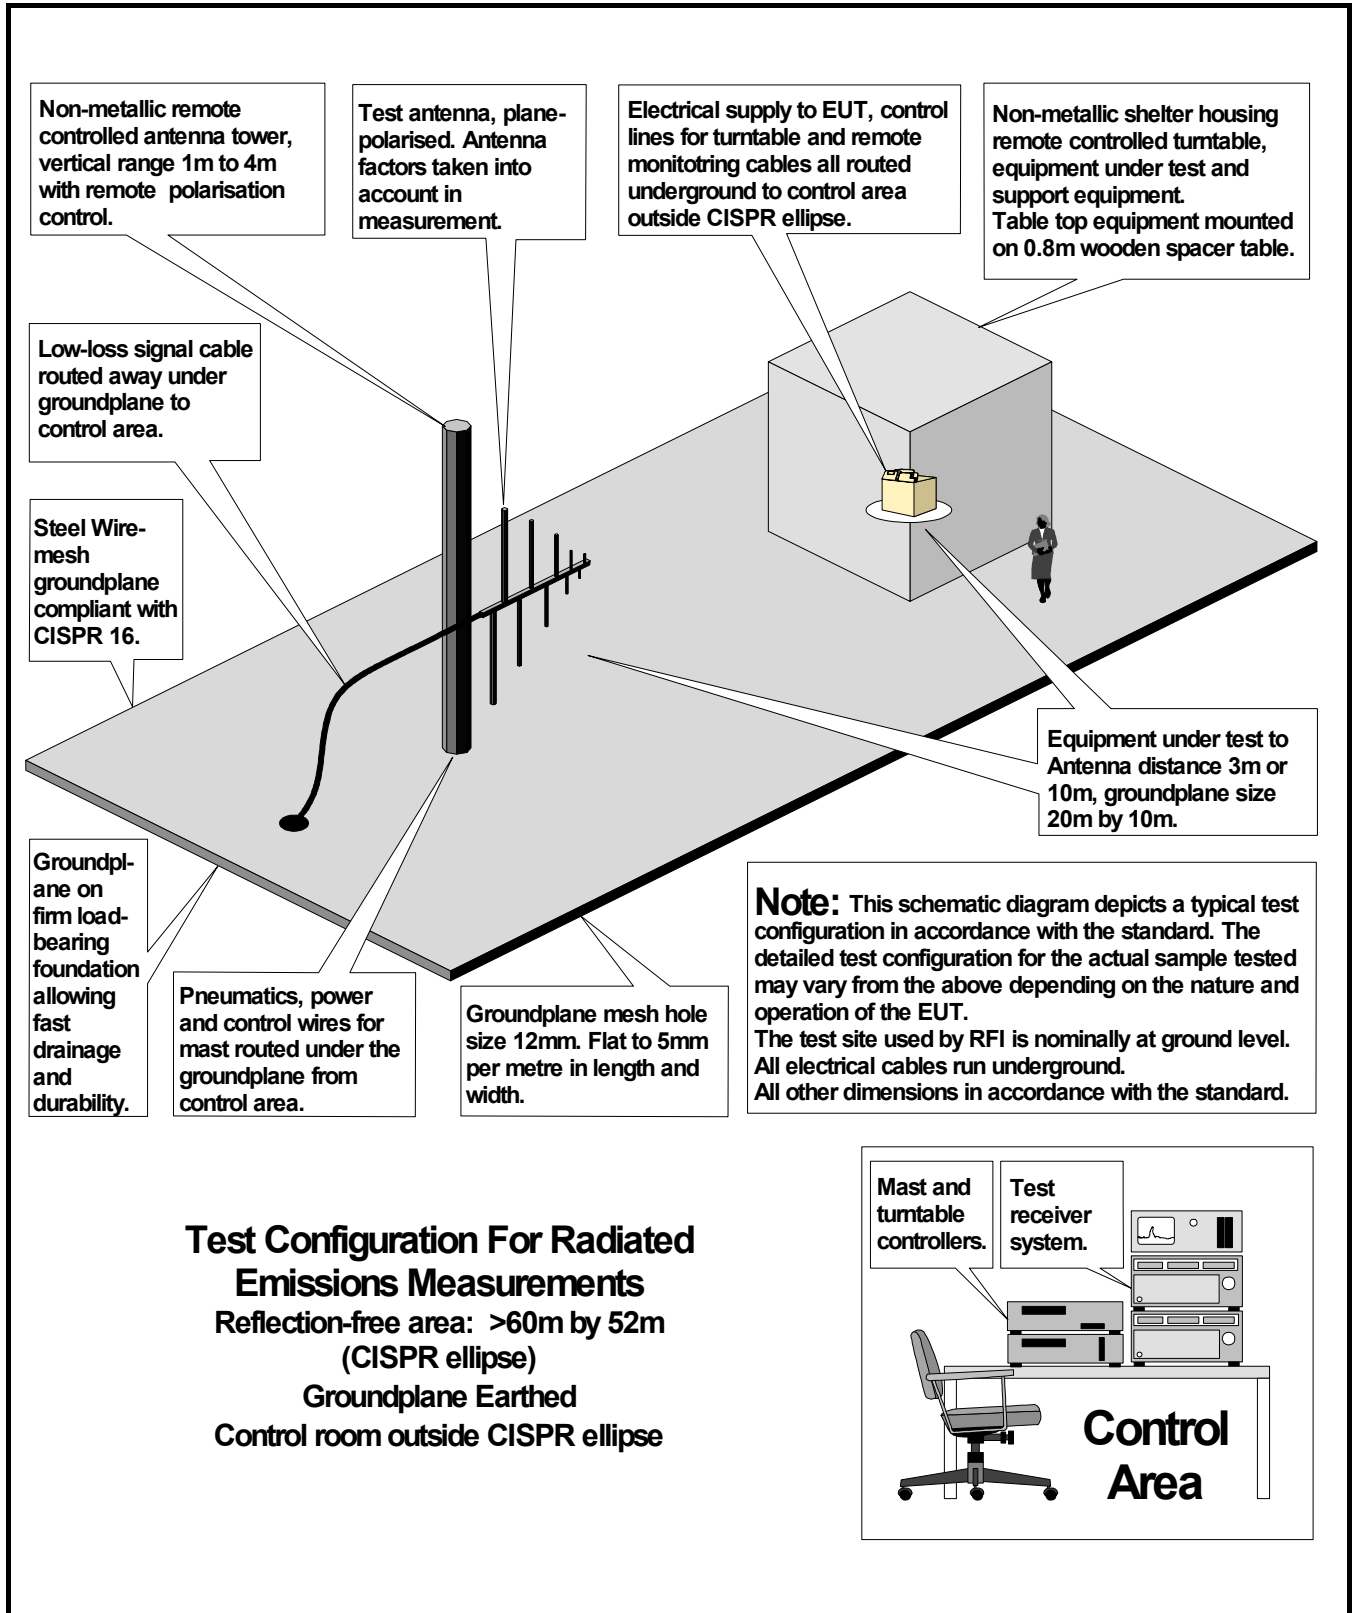 Non-metallic remote
controlled antenna tower,
vertical range 1m to 4m
with remote polarisation
control.
Test antenna, plane-
polarised. Antenna
factors taken into
account in
measurement.
Electrical supply to EUT, control
lines for turntable and remote
monitotring cables all routed
underground to control area
outside CISPR ellipse.
Non-metallic shelter housing
remote controlled turntable,
equipment under test and
support equipment.
Table top equipment mounted
on 0.8m wooden spacer table.
Low-loss signal cable
routed away under
groundplane to
control area.
Steel Wire-
mesh
groundplane
compliant with
CISPR 16.
Equipment under test to
Antenna distance 3m or
10m, groundplane size
20m by 10m.
Groundpl-
ane on
firm load-
bearing
foundation
allowing
fast
drainage
and
durability.
Pneumatics, power
and control wires for
mast routed under the
groundplane from
control area.
Groundplane mesh hole
size 12mm. Flat to 5mm
per metre in length and
width.
Note: This schematic diagram depicts a typical test
configuration in accordance with the standard. The
detailed test configuration for the actual sample tested
may vary from the above depending on the nature and
operation of the EUT.
The test site used by RFI is nominally at ground level.
All electrical cables run underground.
All other dimensions in accordance with the standard.
Test Configuration For Radiated
Emissions Measurements
Reflection-free area: >60m by 52m
(CISPR ellipse)
Groundplane Earthed
Control room outside CISPR ellipse
Mast and
turntable
controllers.
Test
receiver
system.
Control
Area